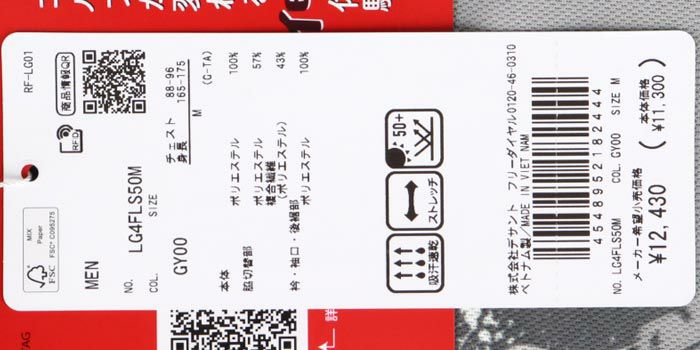 RF-LG01
商品情報QR
RFID
MIX
Paper
FSC® C095275
FSC
MEN
NO. LG4FLS50M
COL. SIZE
GY00
チェスト 88-96
身長 165-175
M
(G-TA)
本体 ポリエステル 100%
脇切替部 ポリエステル 57%
複合繊維
(ポリエステル) 43%
衿・袖口・後裾部 ポリエステル 100%
50+
ストレッチ
吸汗速乾
株式会社デサント フリーダイヤル0120-46-0310
ベトナム製/MADE IN VIET NAM
4548952182444
NO. LG4FLS50M COL. GY00 SIZE M
メーカー希望小売価格 (本体価格)
¥12,430 (¥11,300)
体験
詳
TAG